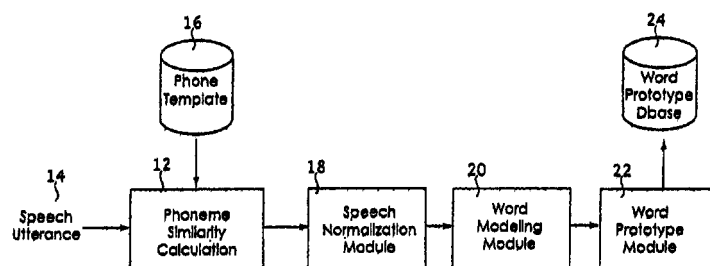 16
Phone
Template
24
Word
Prototype
Dbase
14
Speech
Utterance
12
Phoneme
Similarity
Calculation
18
Speech
Normalization
Module
20
Word
Modeling
Module
22
Word
Prototype
Module